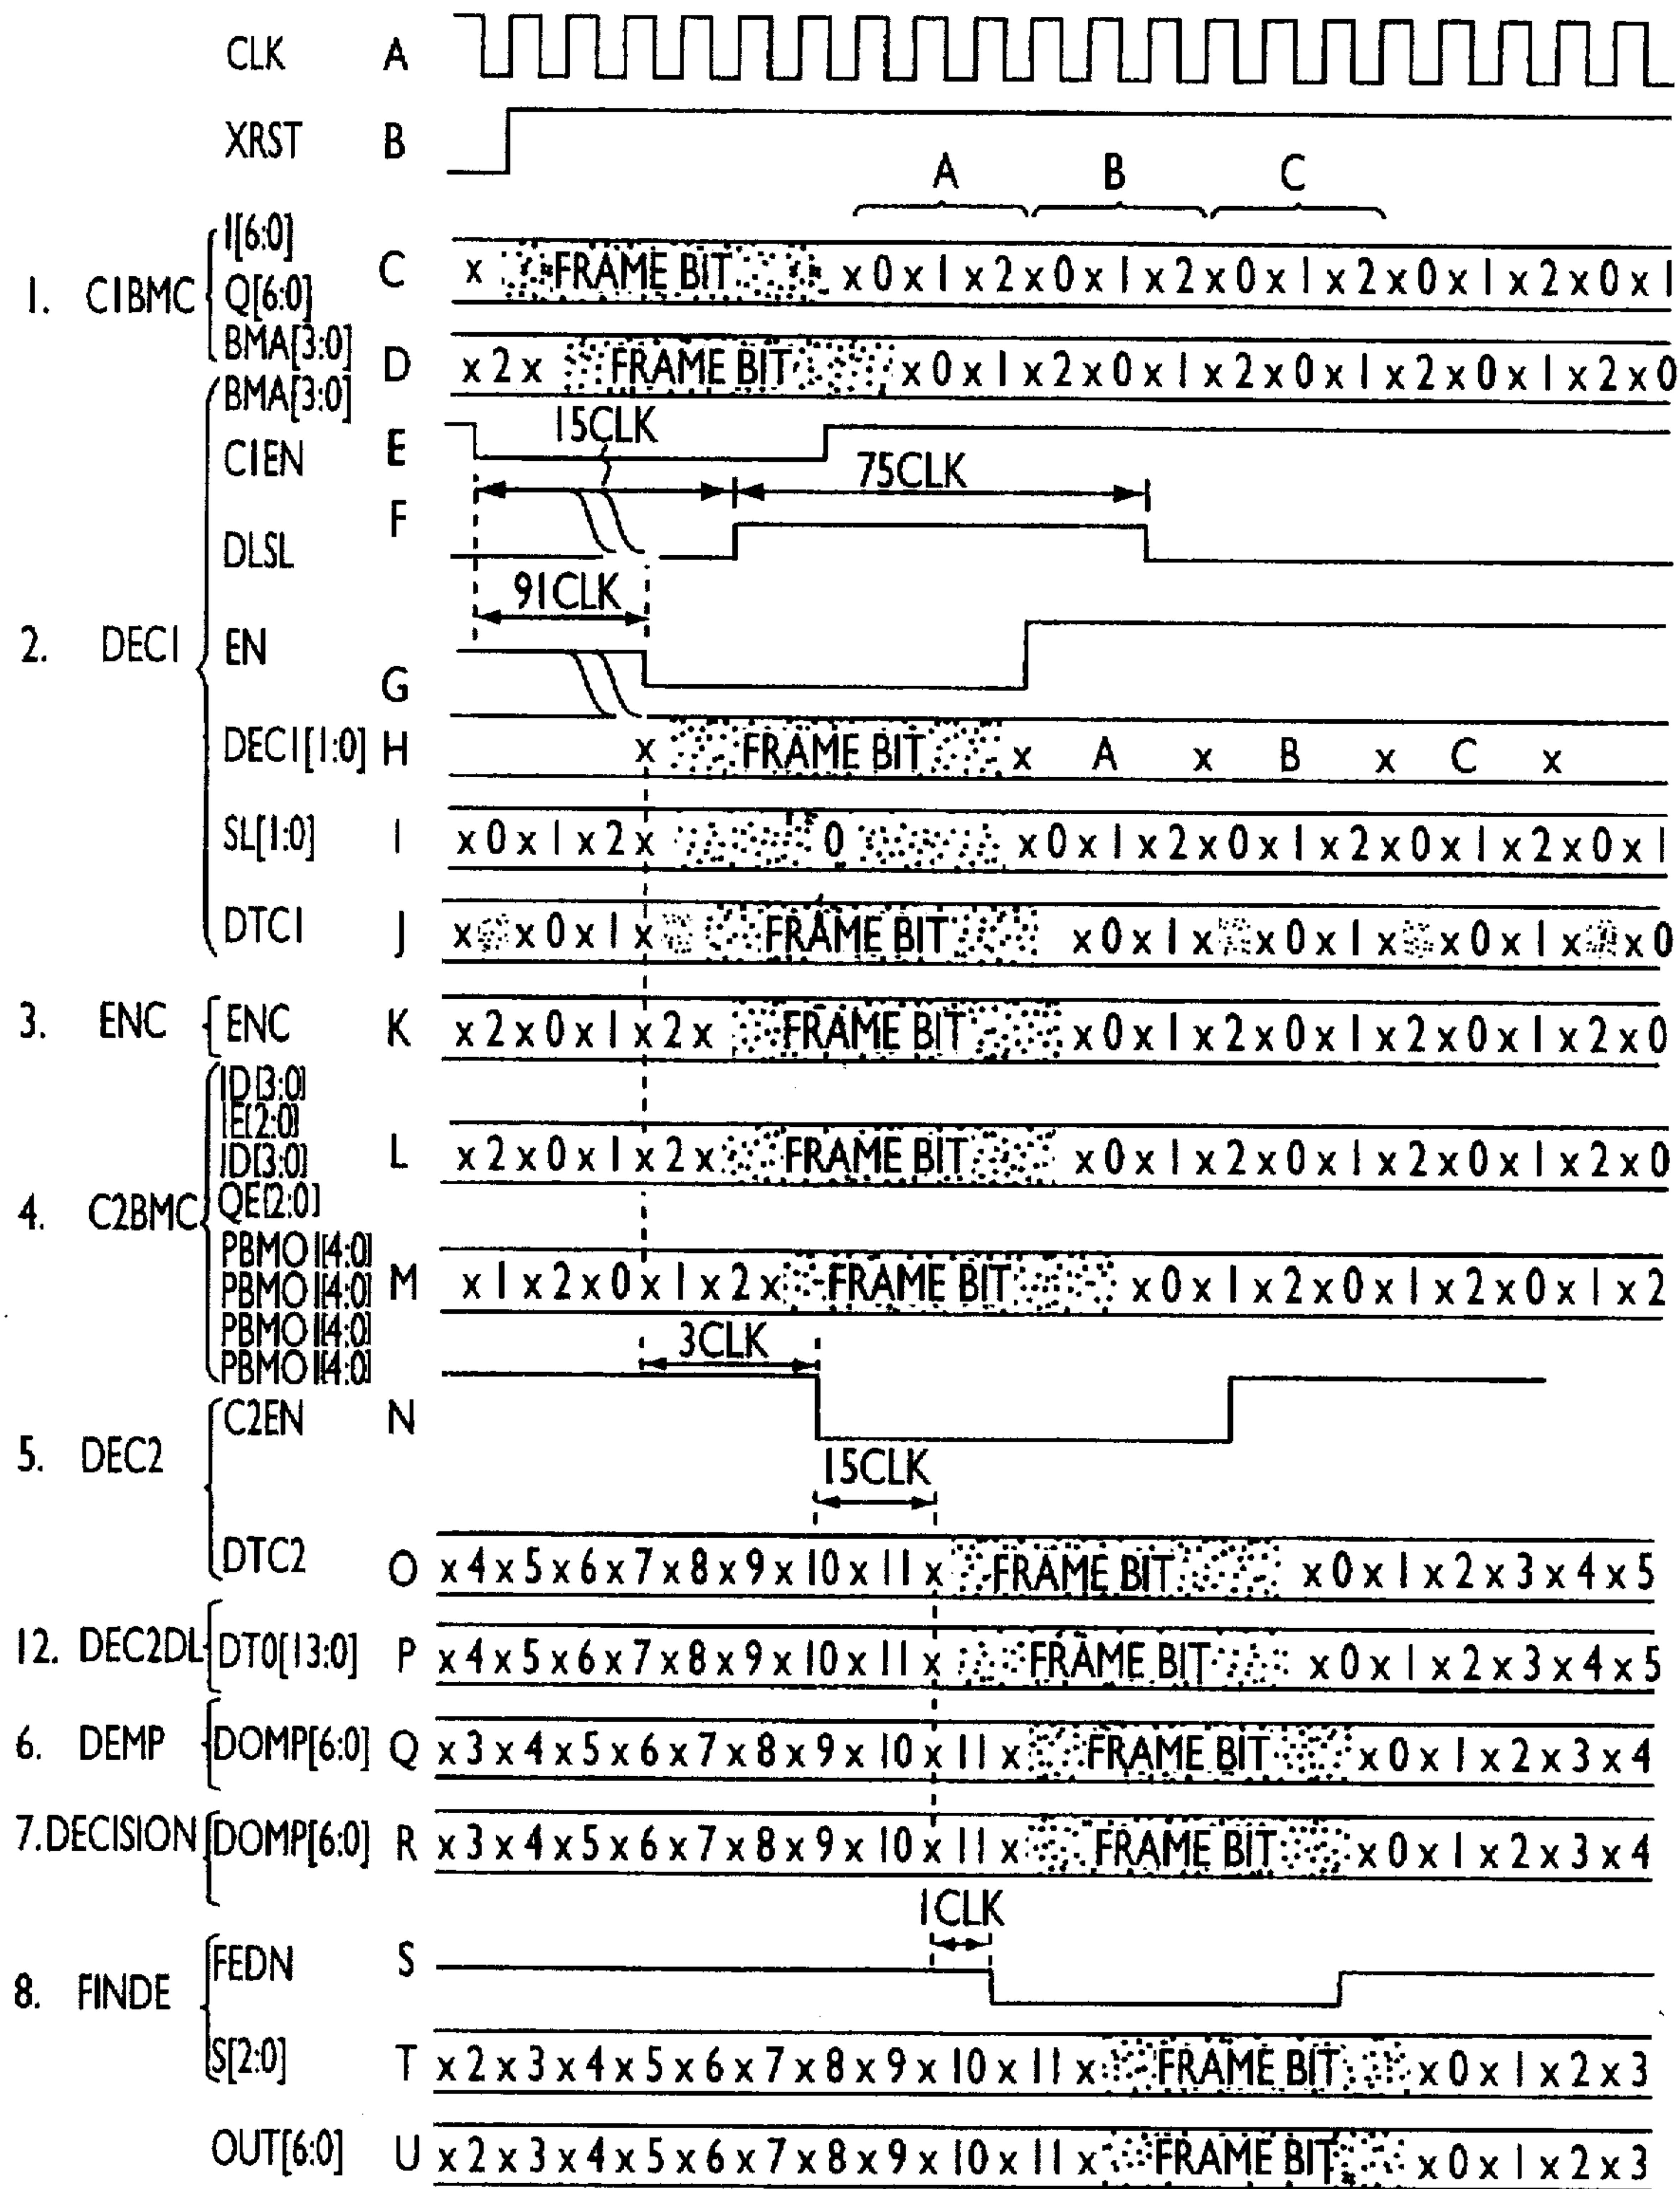 CLK A
XRST B
A B C
I[6:0]
1. C1BMC Q[6:0] C x FRAME BIT x 0 x 1 x 2 x 0 x 1 x 2 x 0 x 1 x 2 x 0 x 1 x 2 x 0 x 1
BMA[3:0] D x 2 x FRAME BIT x 0 x 1 x 2 x 0 x 1 x 2 x 0 x 1 x 2 x 0 x 1 x 2 x 0
BMA[3:0]
15CLK
C1EN E
75CLK
F
DLSL
91CLK
2. DEC1 EN
G
DEC1[1:0] H x FRAME BIT x A x B x C x
SL[1:0] I x 0 x 1 x 2 x 0 x 0 x 1 x 2 x 0 x 1 x 2 x 0 x 1 x 2 x 0 x 1
DTC1 J x x 0 x 1 x FRAME BIT x 0 x 1 x x 0 x 1 x x 0 x 1 x x 0
3. ENC ENC K x 2 x 0 x 1 x 2 x FRAME BIT x 0 x 1 x 2 x 0 x 1 x 2 x 0 x 1 x 2 x 0
ID[3:0]
IE[2:0]
ID[3:0] L x 2 x 0 x 1 x 2 x FRAME BIT x 0 x 1 x 2 x 0 x 1 x 2 x 0 x 1 x 2 x 0
4. C2BMC QE[2:0]
PBMO1[4:0]
PBMO1[4:0] M x 1 x 2 x 0 x 1 x 2 x FRAME BIT x 0 x 1 x 2 x 0 x 1 x 2 x 0 x 1 x 2
PBMO1[4:0]
3CLK
PBMO1[4:0]
C2EN N
5. DEC2
15CLK
DTC2 O x 4 x 5 x 6 x 7 x 8 x 9 x 10 x 11 x FRAME BIT x 0 x 1 x 2 x 3 x 4 x 5
12. DEC2DL DT0[13:0] P x 4 x 5 x 6 x 7 x 8 x 9 x 10 x 11 x FRAME BIT x 0 x 1 x 2 x 3 x 4 x 5
6. DEMP DOMP[6:0] Q x 3 x 4 x 5 x 6 x 7 x 8 x 9 x 10 x 11 x FRAME BIT x 0 x 1 x 2 x 3 x 4
7.DECISION DOMP[6:0] R x 3 x 4 x 5 x 6 x 7 x 8 x 9 x 10 x 11 x FRAME BIT x 0 x 1 x 2 x 3 x 4
1CLK
FEDN S
8. FINDE
S[2:0] T x 2 x 3 x 4 x 5 x 6 x 7 x 8 x 9 x 10 x 11 x FRAME BIT x 0 x 1 x 2 x 3
OUT[6:0] U x 2 x 3 x 4 x 5 x 6 x 7 x 8 x 9 x 10 x 11 x FRAME BIT x 0 x 1 x 2 x 3